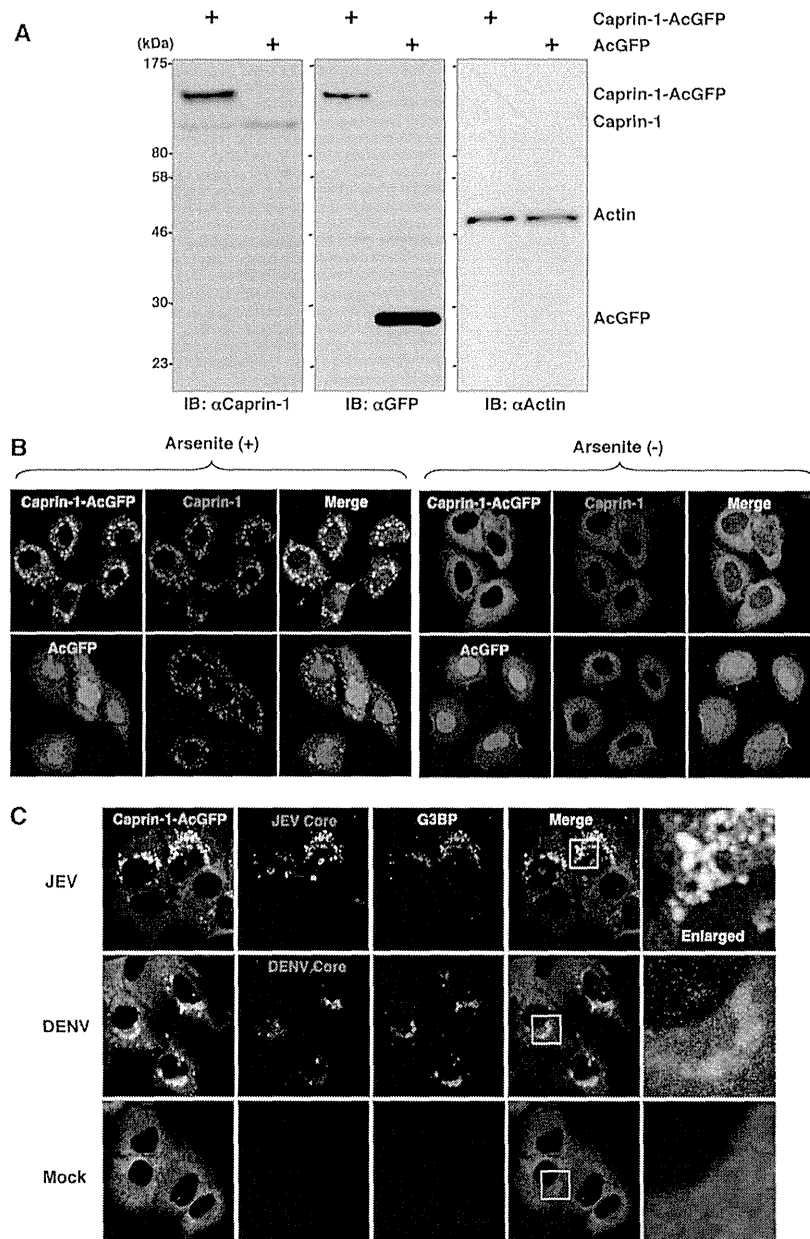 A
+ + + Caprin-1-AcGFP
(kDa) + + + AcGFP
175-
Caprin-1-AcGFP
Caprin-1
80-
58-
Actin
46-
30-
AcGFP
23-
IB: αCaprin-1 IB: αGFP IB: αActin
B
Arsenite (+) Arsenite (-)
Caprin-1-AcGFP Caprin-1 Merge Caprin-1-AcGFP Caprin-1 Merge
AcGFP AcGFP
C
Caprin-1-AcGFP JEV Core G3BP Merge
JEV
Enlarged
DENV Core
DENV
Mock